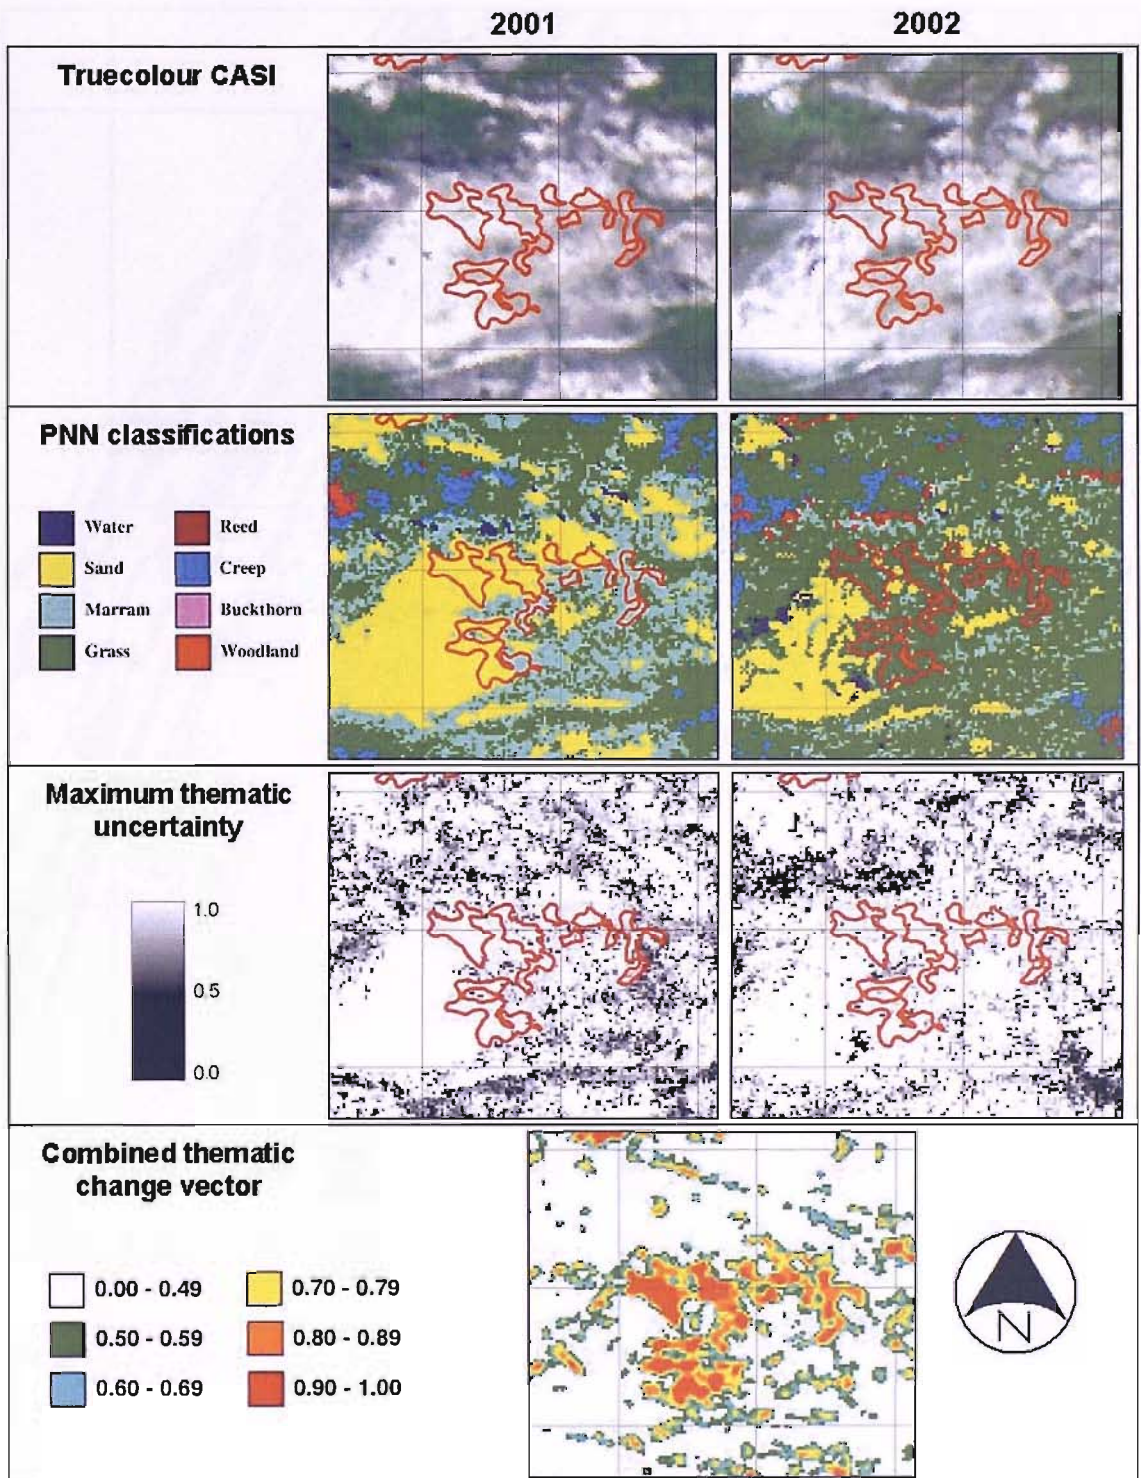 2001
2002
Truecolour CASI
PNN classifications
Water
Reed
Sand
Creep
Marram
Buckthorn
Grass
Woodland
Maximum thematic
uncertainty
1.0
0.5
0.0
Combined thematic
change vector
0.00 - 0.49
0.70 - 0.79
0.50 - 0.59
0.80 - 0.89
0.60 - 0.69
0.90 - 1.00
N